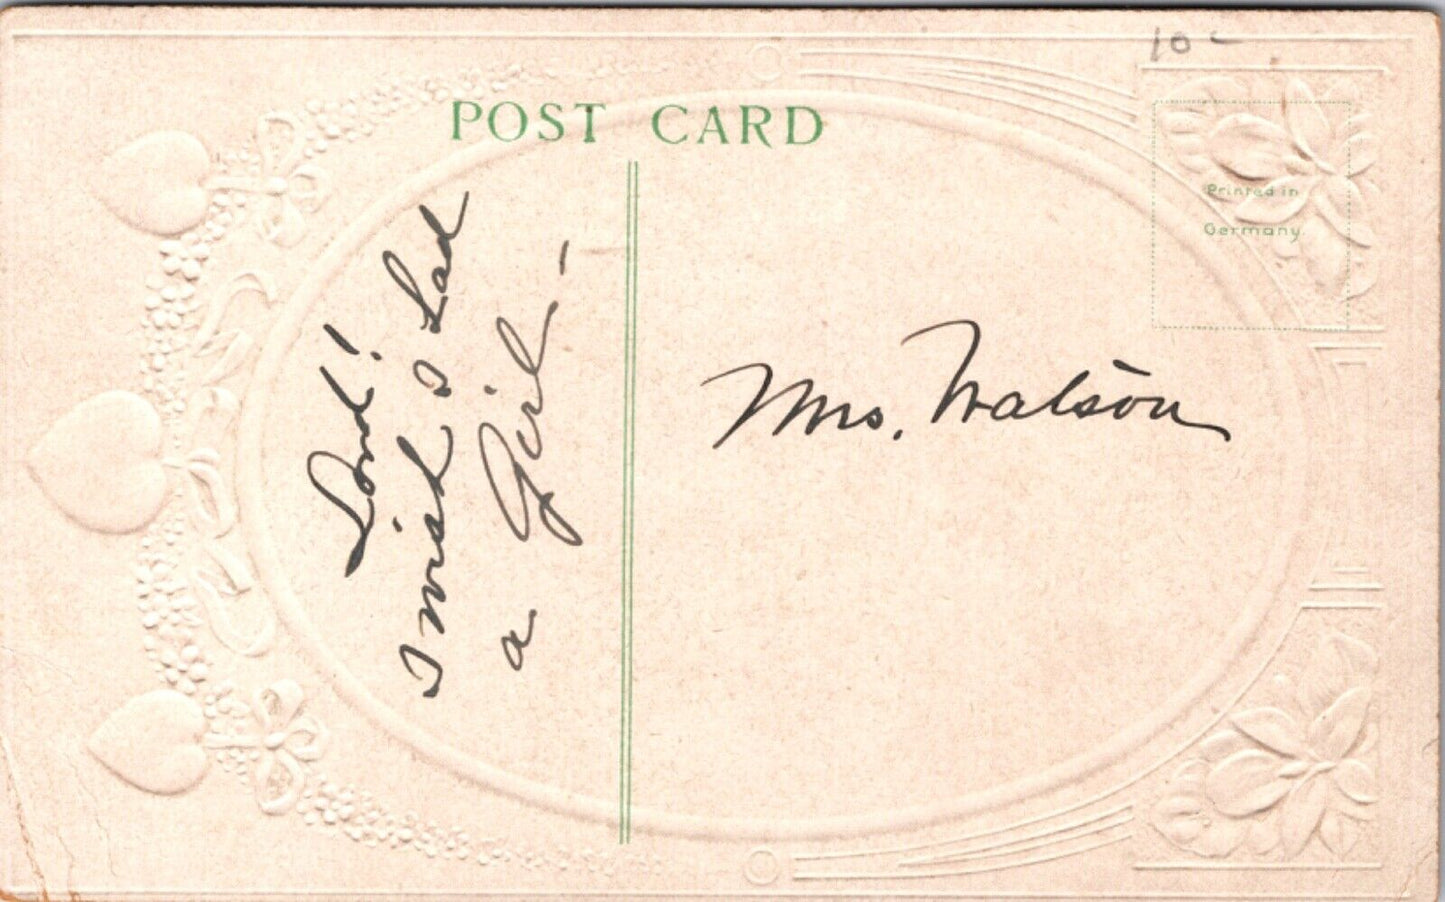 10 -
POST CARD
Printed in
Germany.
Lord!
I wish I had
a Girl -
Mrs. Watson